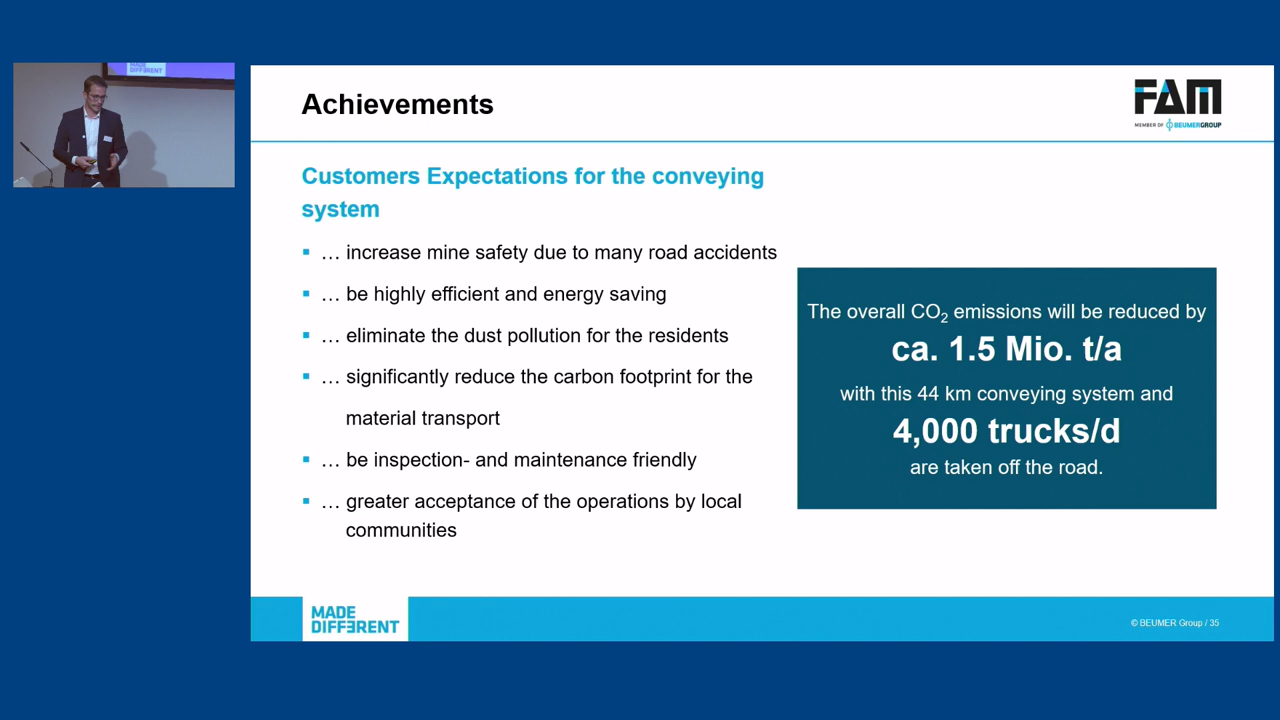 MADE
DIFFERENT
Achievements
FAM
MEMBER OF BEUMERGROUP
Customers Expectations for the conveying
system
… increase mine safety due to many road accidents
… be highly efficient and energy saving
… eliminate the dust pollution for the residents
… significantly reduce the carbon footprint for the
material transport
… be inspection- and maintenance friendly
… greater acceptance of the operations by local
communities
The overall CO₂ emissions will be reduced by
ca. 1.5 Mio. t/a
with this 44 km conveying system and
4,000 trucks/d
are taken off the road.
MADE
DIFFERENT
© BEUMER Group / 35